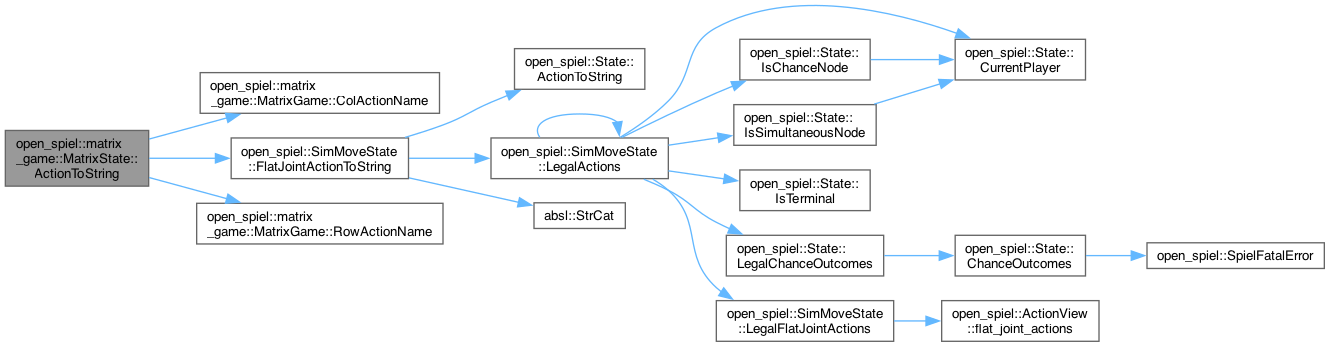 open_spiel::matrix
_game::MatrixState::
ActionToString
open_spiel::matrix
_game::MatrixGame::ColActionName
open_spiel::SimMoveState
::FlatJointActionToString
open_spiel::matrix
_game::MatrixGame::RowActionName
open_spiel::State::
ActionToString
open_spiel::SimMoveState
::LegalActions
absl::StrCat
open_spiel::State::
IsChanceNode
open_spiel::State::
IsSimultaneousNode
open_spiel::State::
IsTerminal
open_spiel::State::
LegalChanceOutcomes
open_spiel::SimMoveState
::LegalFlatJointActions
open_spiel::State::
CurrentPlayer
open_spiel::State::
ChanceOutcomes
open_spiel::ActionView
::flat_joint_actions
open_spiel::SpielFatalError